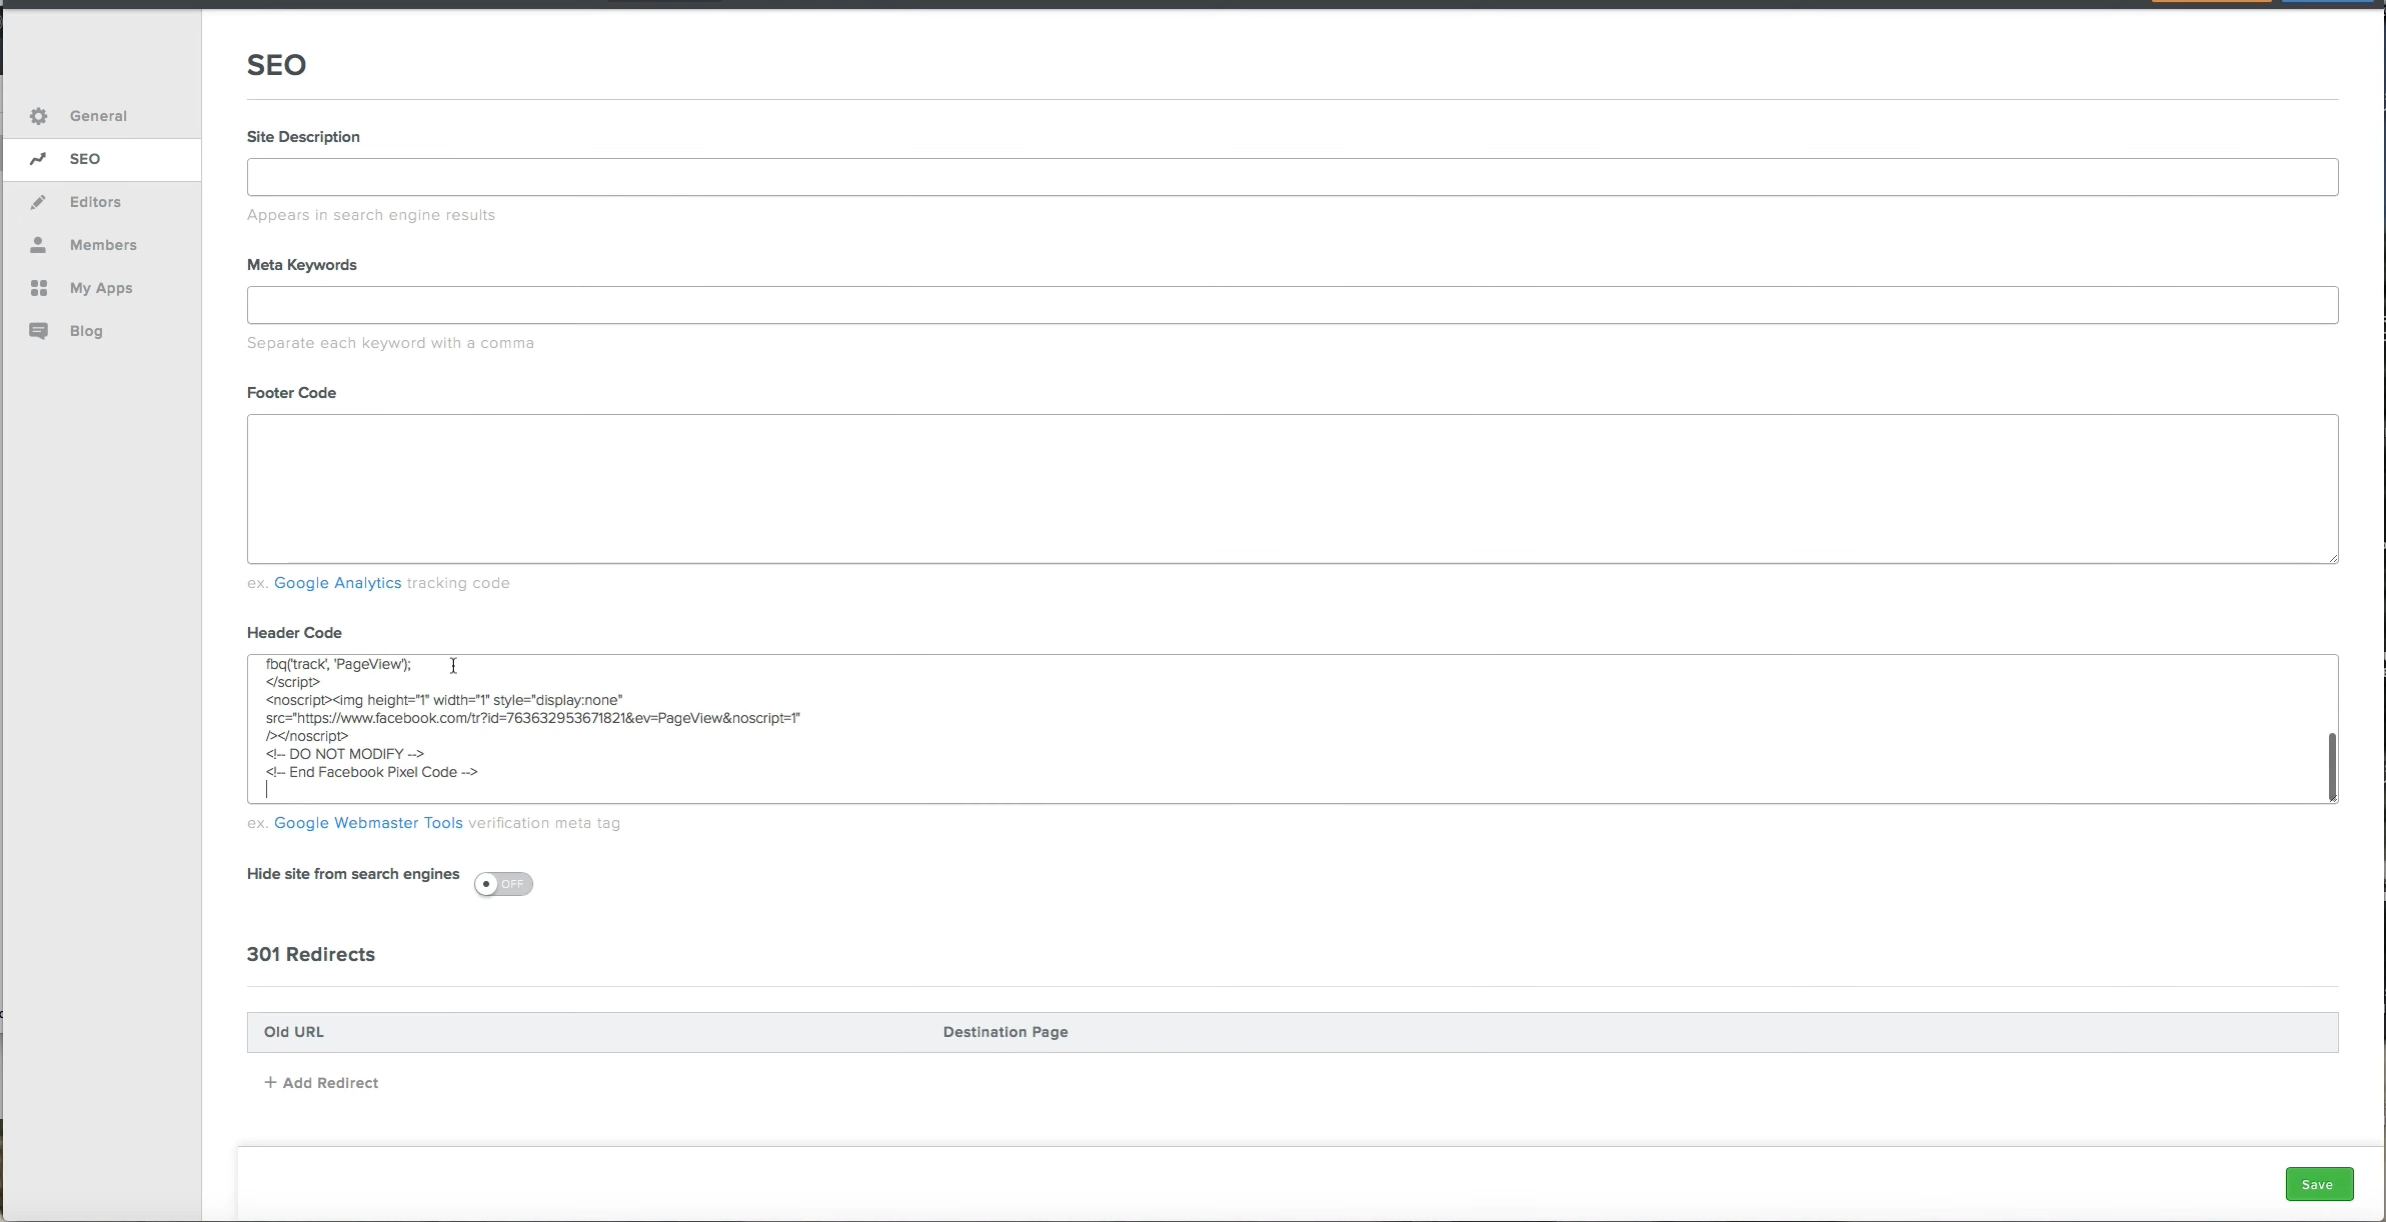 SEO
General
SEO
Editors
Members
My Apps
Blog
Site Description
Appears in search engine results
Meta Keywords
Separate each keyword with a comma
Footer Code
ex. Google Analytics tracking code
Header Code
fbq('track', 'PageView');
</script>
<noscript><img height="1" width="1" style="display:none"
src="https://www.facebook.com/tr?id=763632953671821&ev=PageView&noscript=1"
/></noscript>
<!-- DO NOT MODIFY -->
<!-- End Facebook Pixel Code -->
ex. Google Webmaster Tools verification meta tag
Hide site from search engines OFF
301 Redirects
Old URL Destination Page
+ Add Redirect
Save